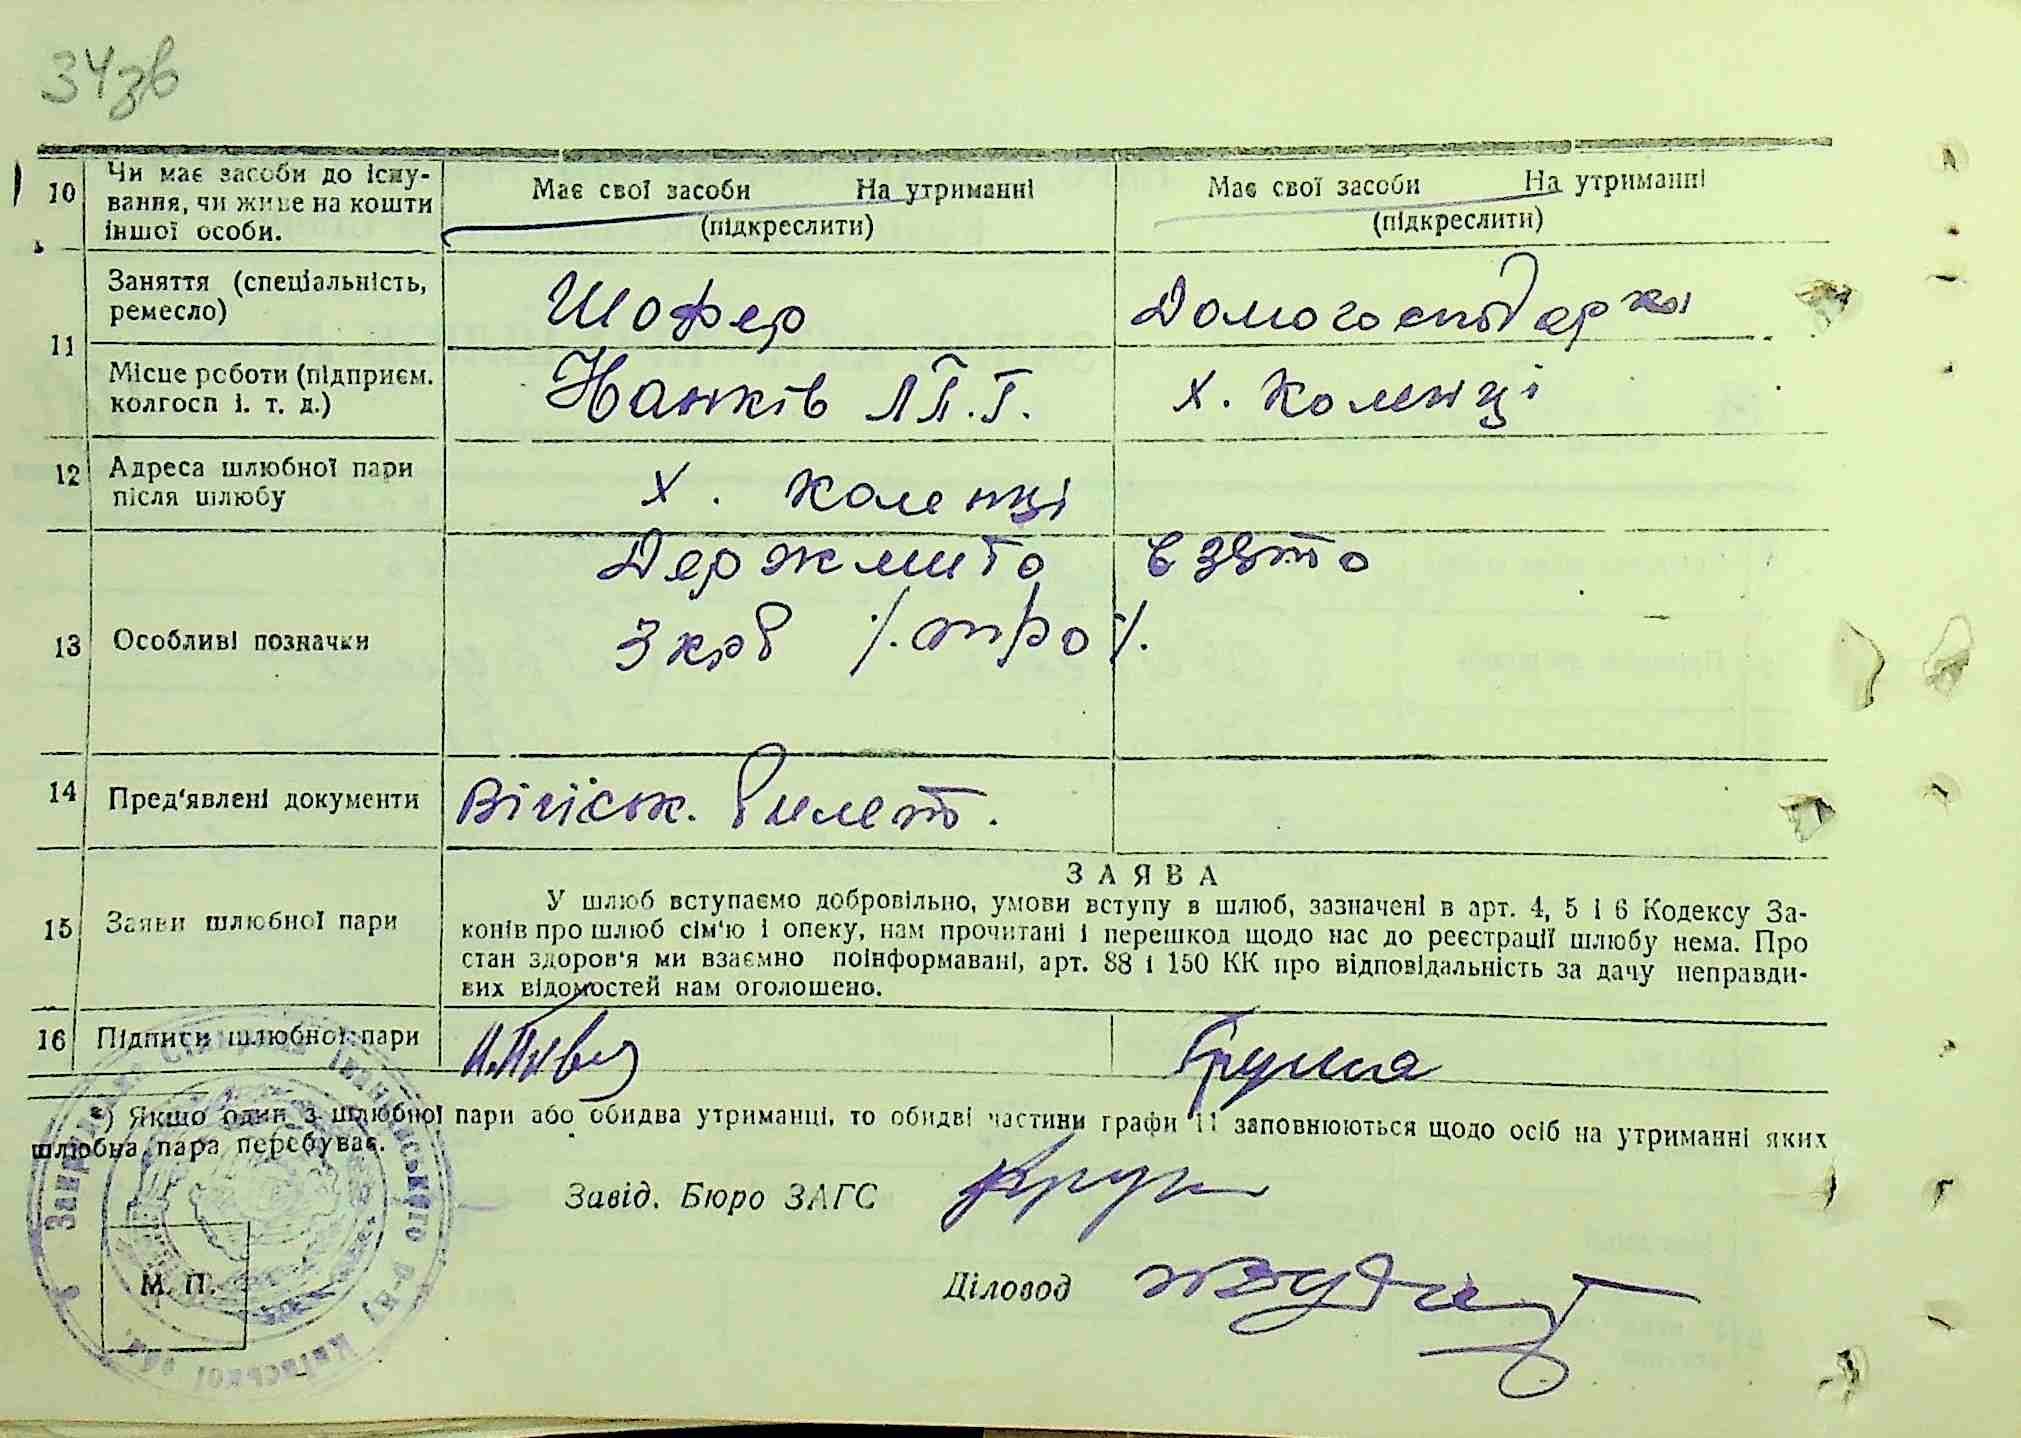 34зв
10 Чи має засоби до існу-
вання, чи живе на кошти
іншої особи.
Має свої засоби На утриманні
(підкреслити)
Має свої засоби На утриманні
(підкреслити)
11 Заняття (спеціальність,
ремесло)
Шофер
Домогосподарка
Місце роботи (підприєм.
колгосп і. т. д.)
х. Коленці
12 Адреса шлюбної пари
після шлюбу
х. коленці
13 Особливі позначки
Держмито взято
3 крб /. тро /.
14 Пред'явлені документи
Війіськ. білет.
15 Заяви шлюбної пари
ЗАЯВА
У шлюб вступаємо добровільно, умови вступу в шлюб, зазначені в арт. 4, 5 і 6 Кодексу За-
конів про шлюб сім'ю і опеку, нам прочитані і перешкод щодо нас до реєстрації шлюбу нема. Про
стан здоров'я ми взаємно поінформавані, арт. 88 і 150 КК про відповідальність за дачу неправди-
вих відомостей нам оголошено.
16 Підписи шлюбної пари
*) Якщо один з шлюбної пари або обидва утриманці, то обидві частини графи 11 заповнюються щодо осіб на утриманні яких
шлюбна пара перебуває.
Завід. Бюро ЗАГС
Діловод
М. П.